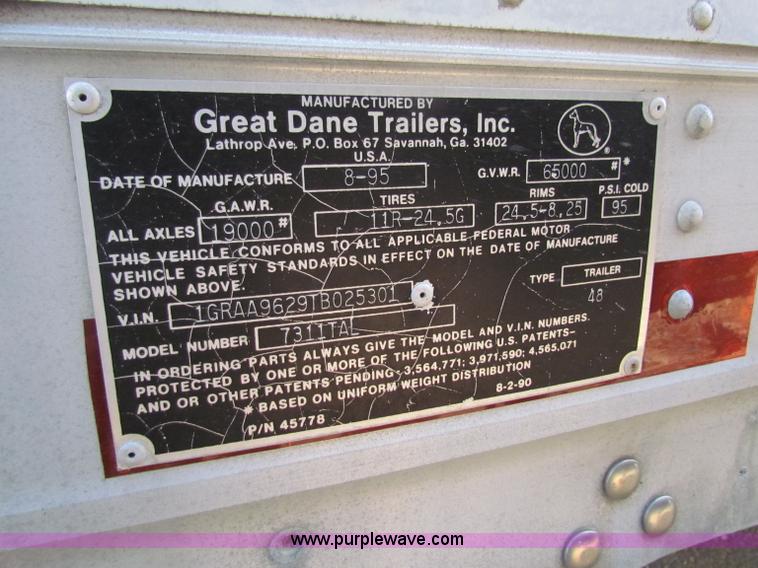 MANUFACTURED BY
Great Dane Trailers, Inc.
Lathrop Ave. P.O. Box 67 Savannah, Ga. 31402
U.S.A.
DATE OF MANUFACTURE 8-95 G.V.W.R. 65000 # *
G.A.W.R. TIRES RIMS P.S.I. COLD
ALL AXLES 19000# 11R-24.5G 24.5-8.25 95
THIS VEHICLE CONFORMS TO ALL APPLICABLE FEDERAL MOTOR
VEHICLE SAFETY STANDARDS IN EFFECT ON THE DATE OF MANUFACTURE
SHOWN ABOVE. TYPE TRAILER
V.I.N. 1GRAA9629TB025301 48
MODEL NUMBER 7311TAL
IN ORDERING PARTS ALWAYS GIVE THE MODEL AND V.I.N. NUMBERS.
PROTECTED BY ONE OR MORE OF THE FOLLOWING U.S. PATENTS-
AND OR OTHER PATENTS PENDING; 3,564,771; 3,971,590; 4,565,071
* BASED ON UNIFORM WEIGHT DISTRIBUTION
P/N 45778 8-2-90
www.purplewave.com